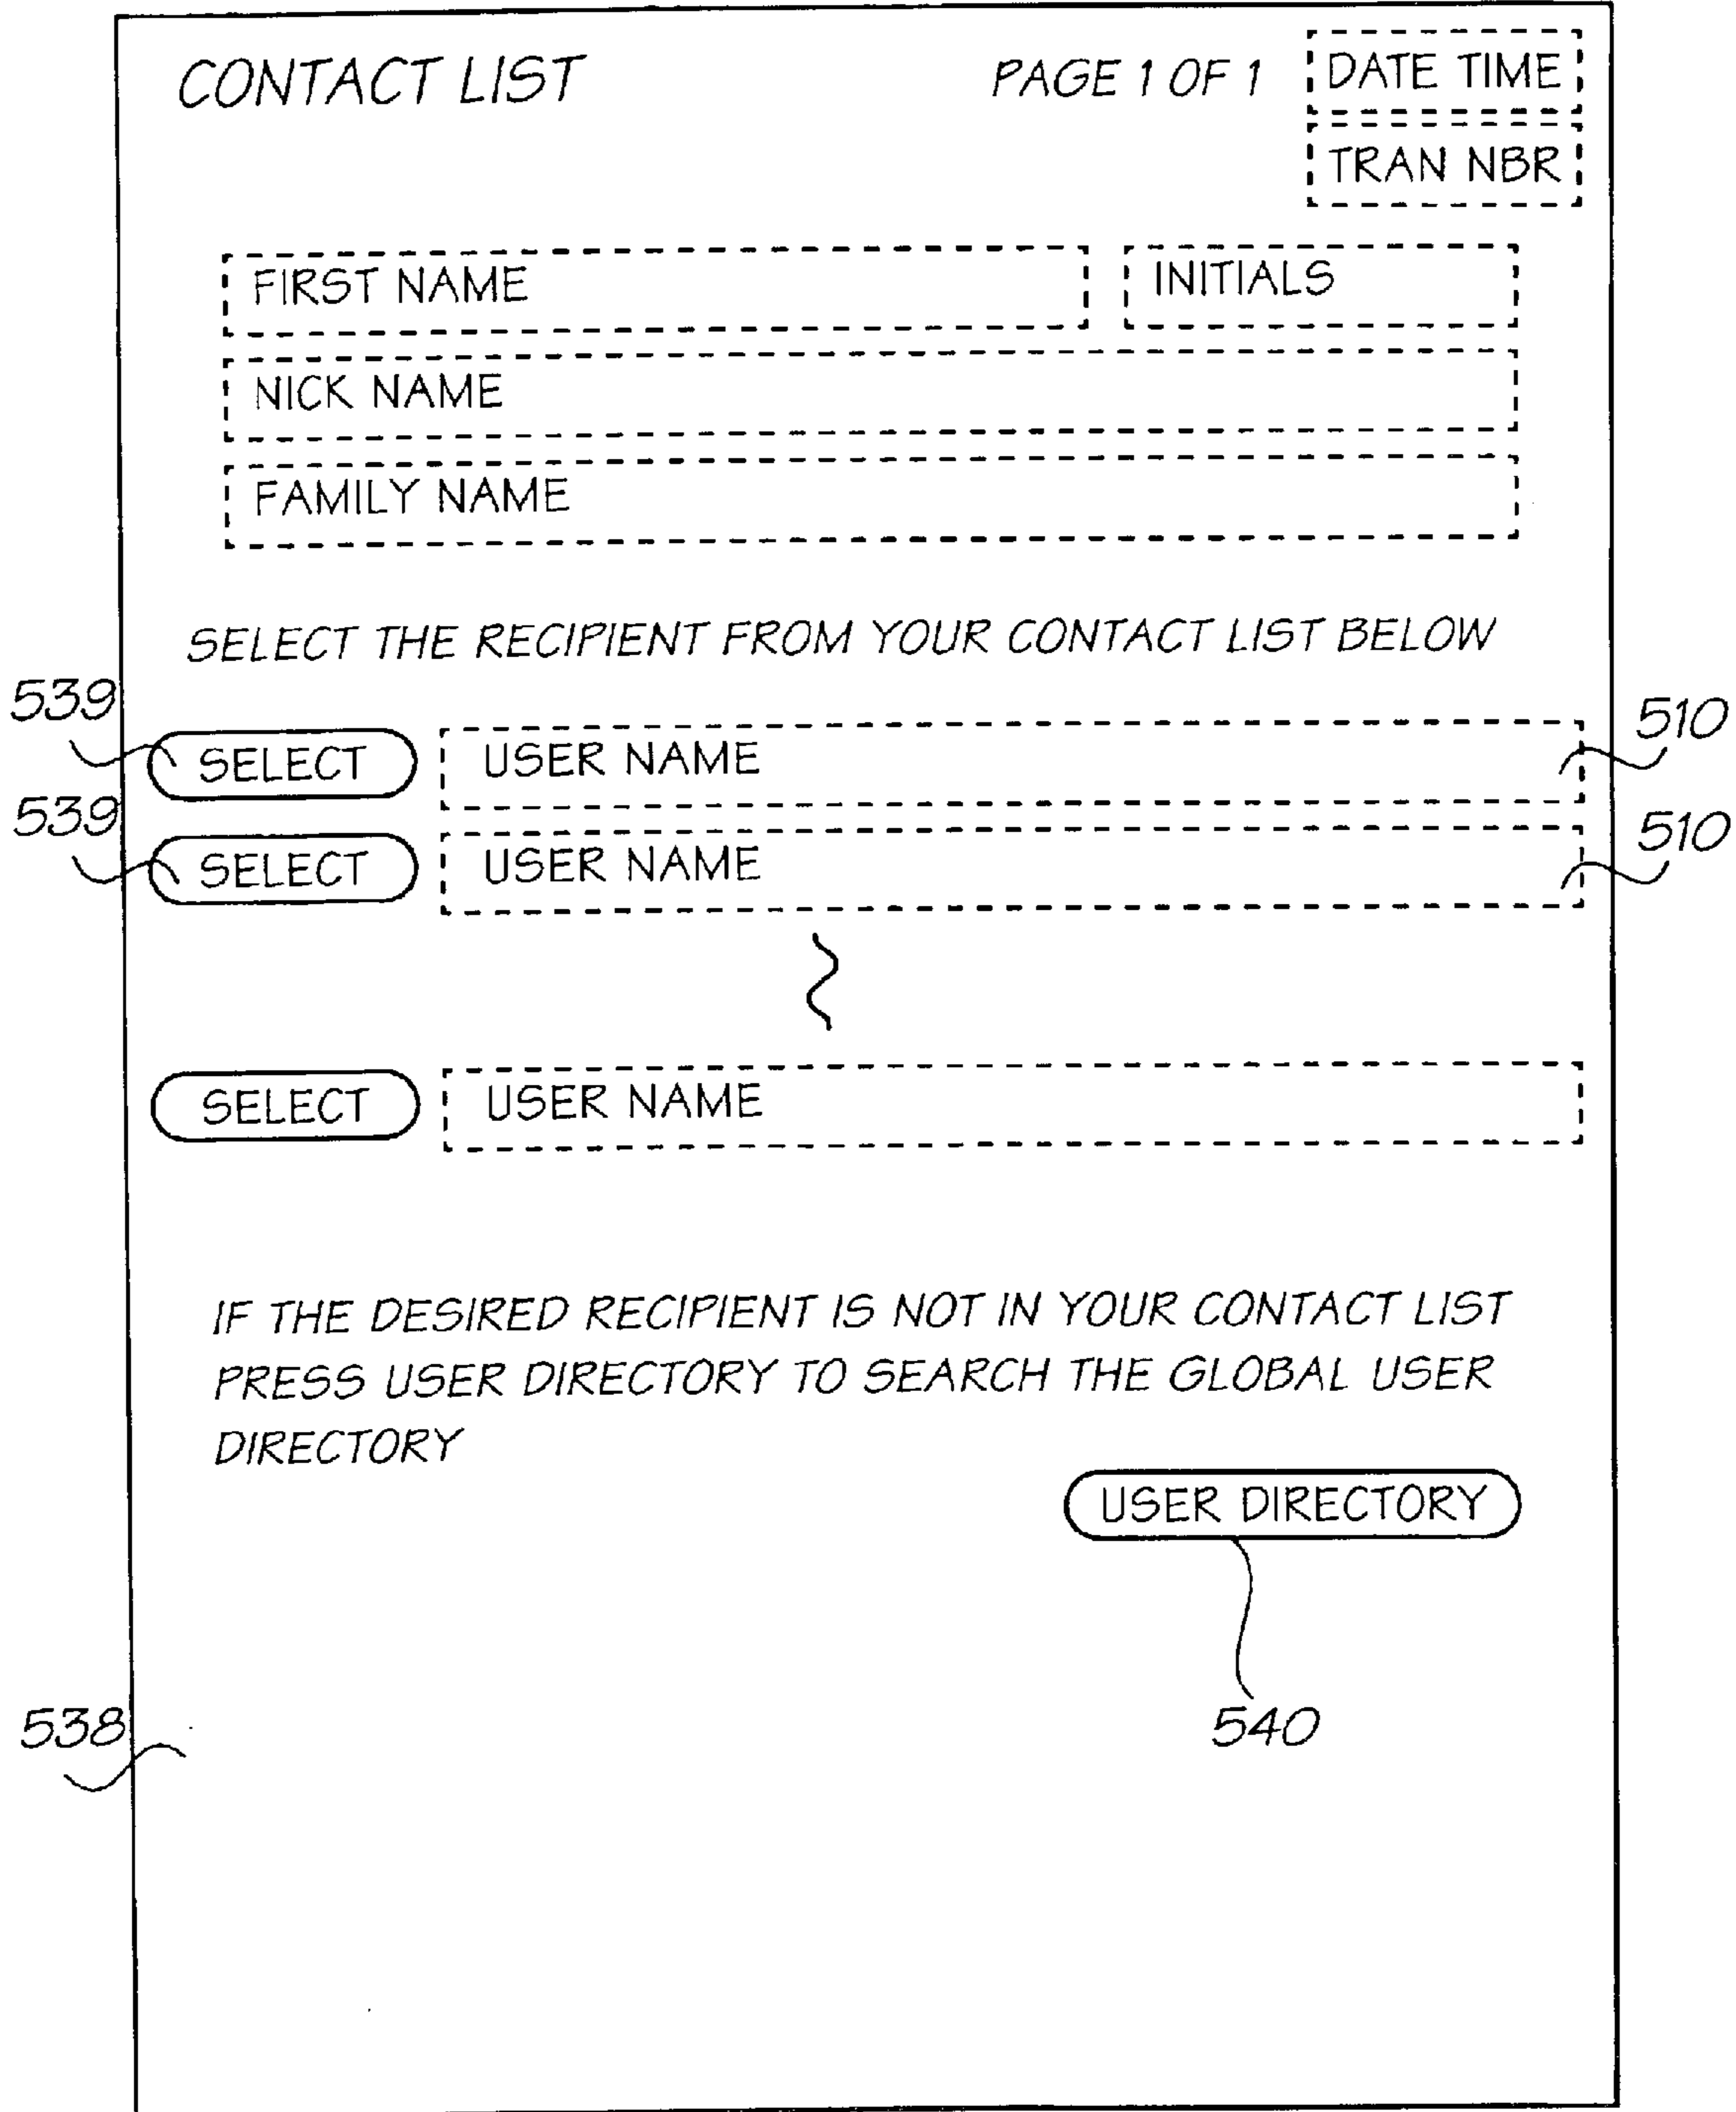 CONTACT LIST PAGE 1 OF 1 DATE TIME
TRAN NBR
FIRST NAME INITIALS
NICK NAME
FAMILY NAME
SELECT THE RECIPIENT FROM YOUR CONTACT LIST BELOW
539 SELECT USER NAME 510
539 SELECT USER NAME 510
SELECT USER NAME
IF THE DESIRED RECIPIENT IS NOT IN YOUR CONTACT LIST
PRESS USER DIRECTORY TO SEARCH THE GLOBAL USER
DIRECTORY
USER DIRECTORY
538 540